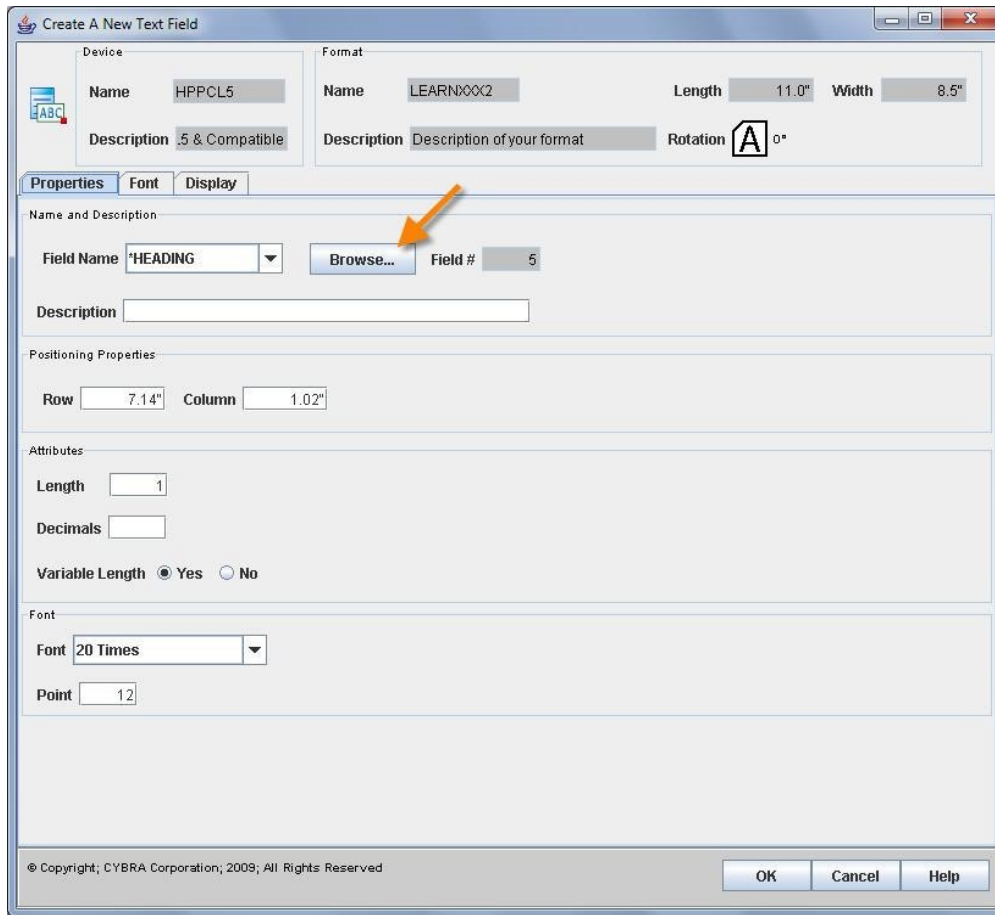 Create A New Text Field
Device
Format
ABC
Name HPPCL5
Name LEARNXXX2 Length 11.0" Width 8.5"
Description .5 & Compatible
Description Description of your format Rotation A 0°
Properties Font Display
Name and Description
Field Name *HEADING Browse... Field # 5
Description
Positioning Properties
Row 7.14" Column 1.02"
Attributes
Length 1
Decimals
Variable Length Yes No
Font
Font 20 Times
Point 12
© Copyright; CYBRA Corporation; 2009; All Rights Reserved
OK Cancel Help